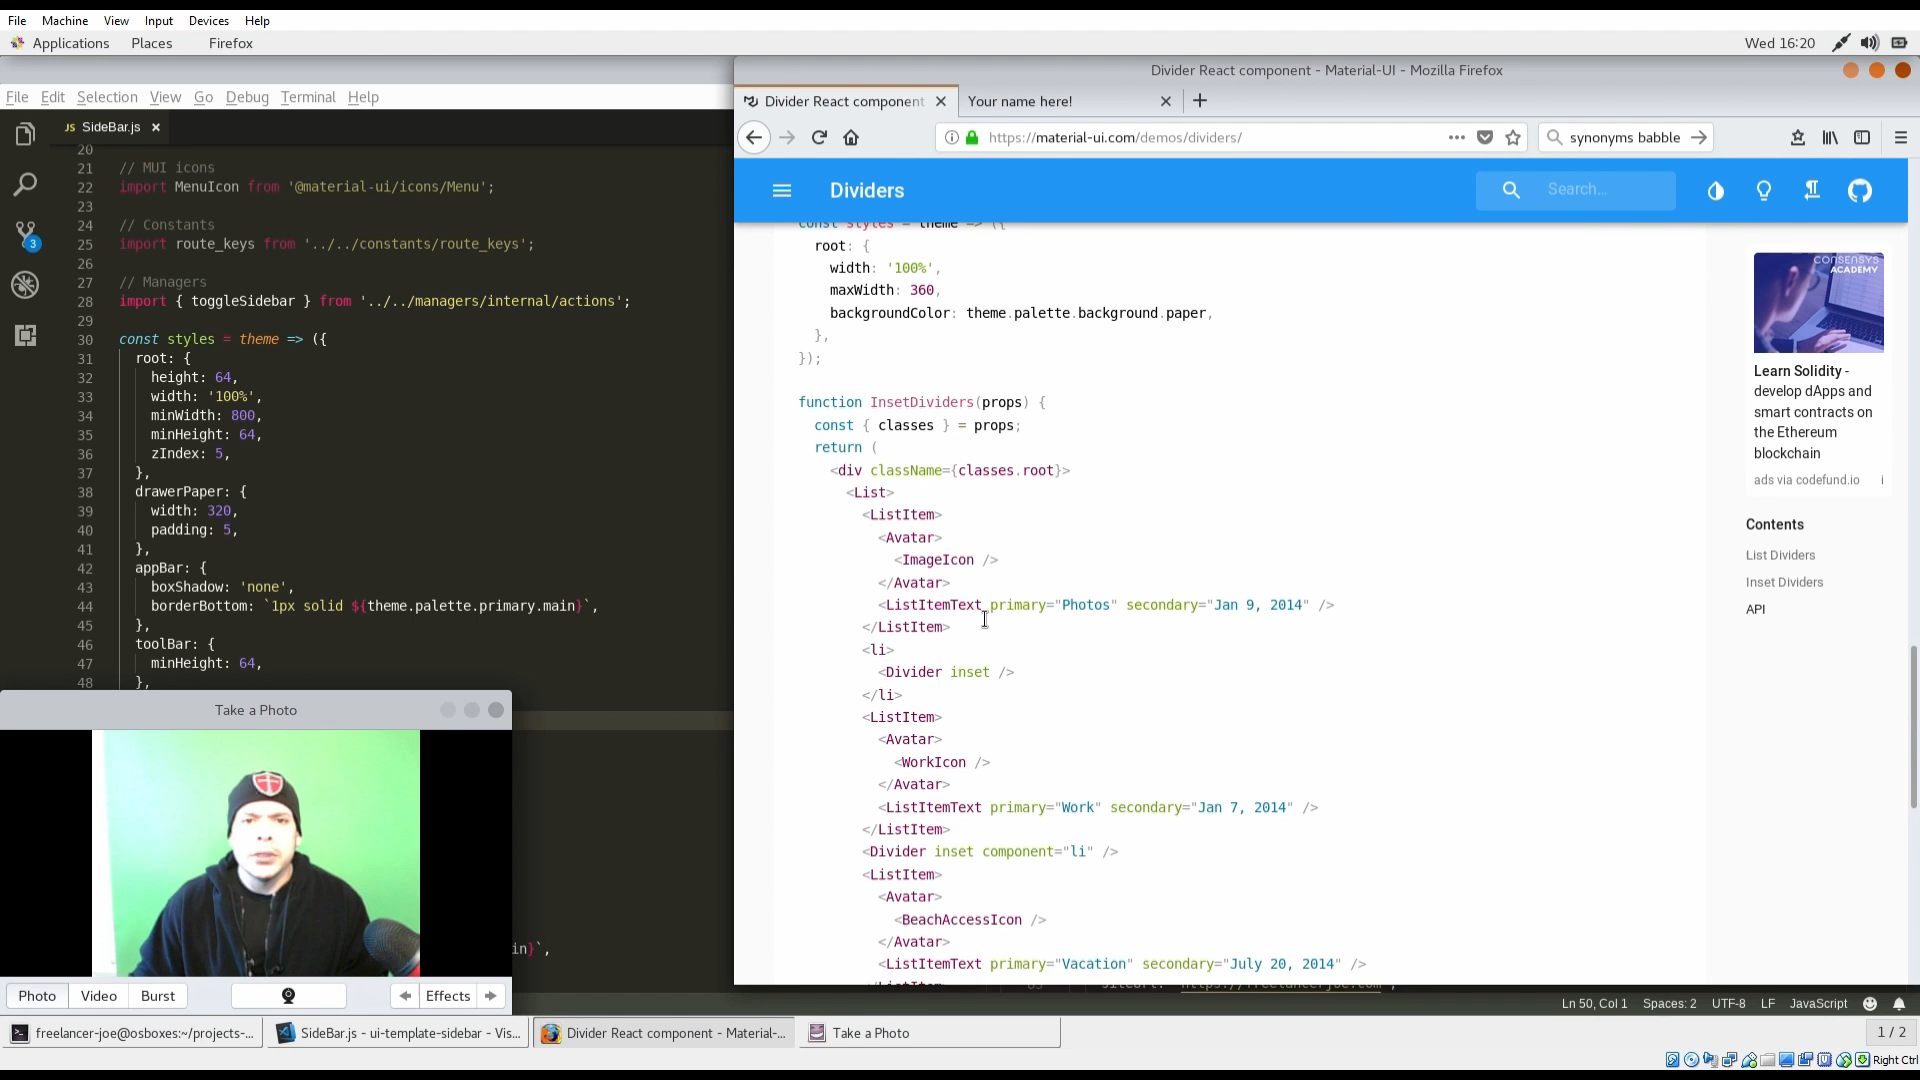 File Machine View Input Devices Help
Applications Places Firefox Wed 16:20
Divider React component - Material-UI - Mozilla Firefox
File Edit Selection View Go Debug Terminal Help
JS SideBar.js ×
20
21 // MUI icons
22 import MenuIcon from '@material-ui/icons/Menu';
23
24 // Constants
25 import route_keys from '../../constants/route_keys';
26
27 // Managers
28 import { toggleSidebar } from '../../managers/internal/actions';
29
30 const styles = theme => ({
31 root: {
32 height: 64,
33 width: '100%',
34 minWidth: 800,
35 minHeight: 64,
36 zIndex: 5,
37 },
38 drawerPaper: {
39 width: 320,
40 padding: 5,
41 },
42 appBar: {
43 boxShadow: 'none',
44 borderBottom: `1px solid ${theme.palette.primary.main}`,
45 },
46 toolBar: {
47 minHeight: 64,
48 },
3
in}`,
Take a Photo
Photo Video Burst Effects
Divider React component Your name here!
https://material-ui.com/demos/dividers/ synonyms babble
Dividers Search...
const styles = theme => ({
root: {
width: '100%',
maxWidth: 360,
backgroundColor: theme.palette.background.paper,
},
});
function InsetDividers(props) {
const { classes } = props;
return (
<div className={classes.root}>
<List>
<ListItem>
<Avatar>
<ImageIcon />
</Avatar>
<ListItemText primary="Photos" secondary="Jan 9, 2014" />
</ListItem>
<li>
<Divider inset />
</li>
<ListItem>
<Avatar>
<WorkIcon />
</Avatar>
<ListItemText primary="Work" secondary="Jan 7, 2014" />
</ListItem>
<Divider inset component="li" />
<ListItem>
<Avatar>
<BeachAccessIcon />
</Avatar>
<ListItemText primary="Vacation" secondary="July 20, 2014" />
CONSENSYS
ACADEMY
Learn Solidity -
develop dApps and
smart contracts on
the Ethereum
blockchain
ads via codefund.io i
Contents
List Dividers
Inset Dividers
API
Ln 50, Col 1 Spaces: 2 UTF-8 LF JavaScript
freelancer-joe@osboxes:~/projects-... SideBar.js - ui-template-sidebar - Vis... Divider React component - Material-... Take a Photo 1 / 2
Right Ctrl